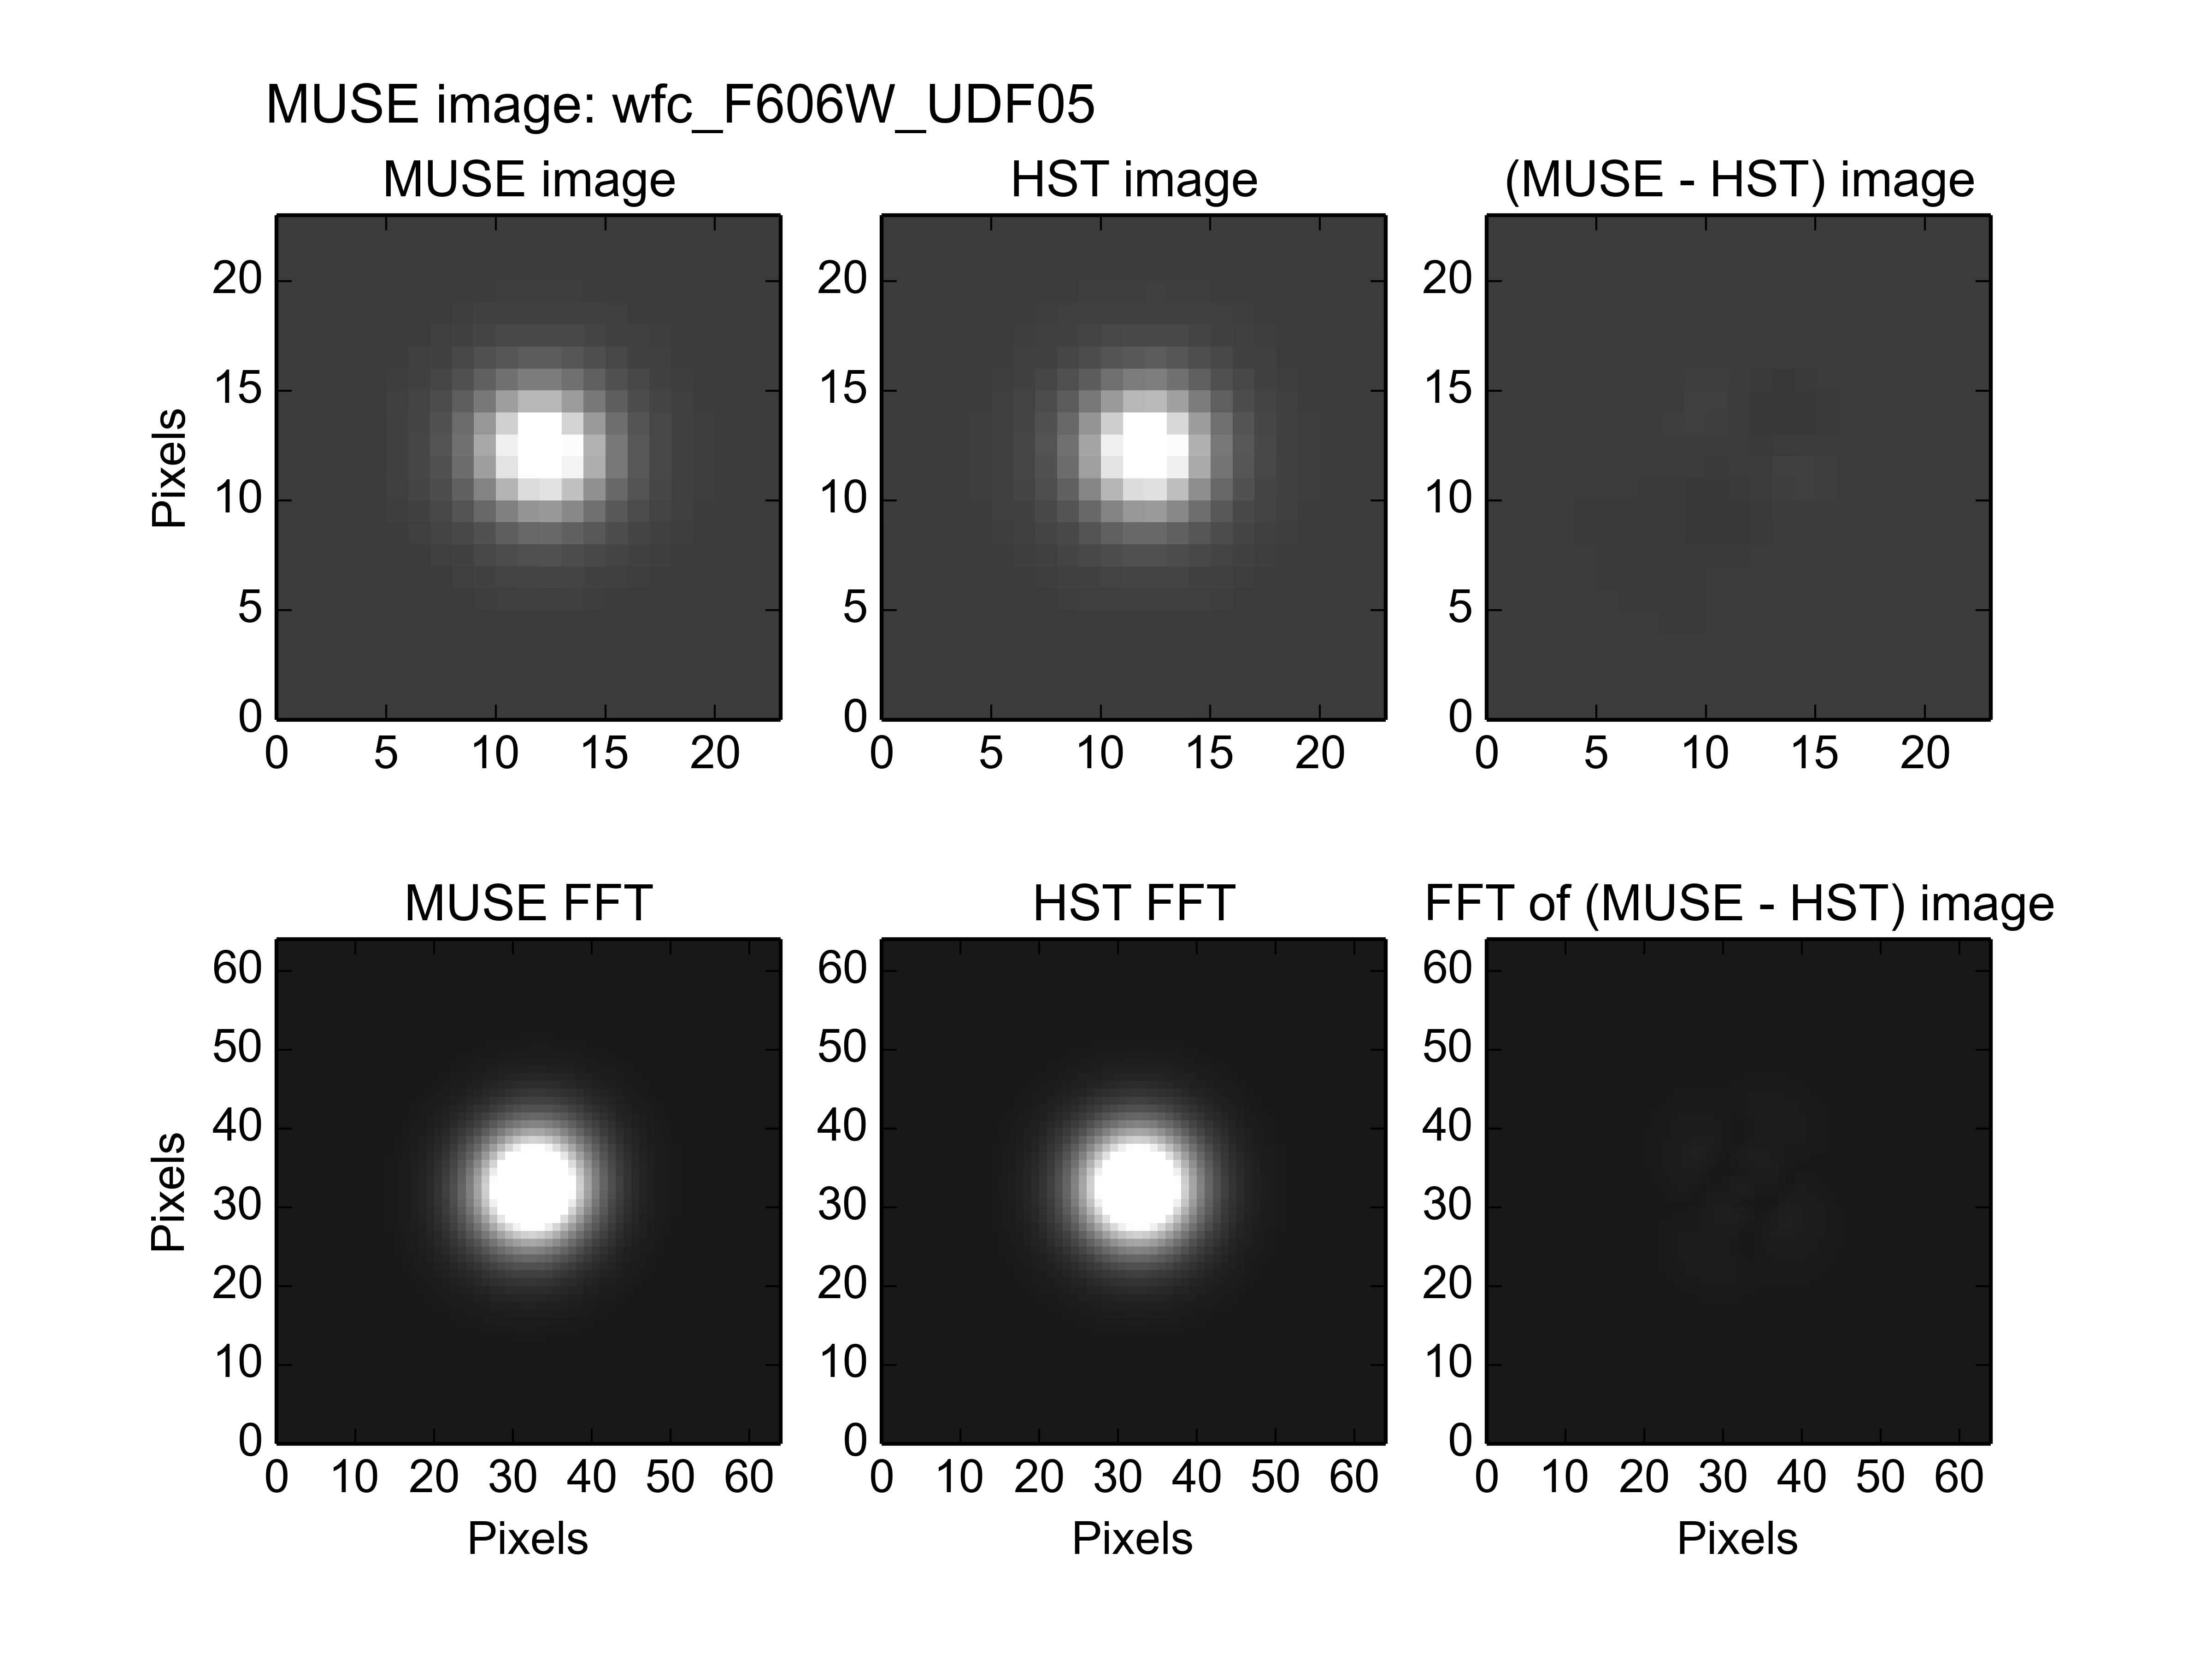 MUSE image: wfc_F606W_UDF05
MUSE image
HST image
(MUSE - HST) image
Pixels
20
15
10
5
0
0 5 10 15 20
20
15
10
5
0
0 5 10 15 20
20
15
10
5
0
0 5 10 15 20
MUSE FFT
HST FFT
FFT of (MUSE - HST) image
Pixels
60
50
40
30
20
10
0
0 10 20 30 40 50 60
Pixels
60
50
40
30
20
10
0
0 10 20 30 40 50 60
Pixels
60
50
40
30
20
10
0
0 10 20 30 40 50 60
Pixels